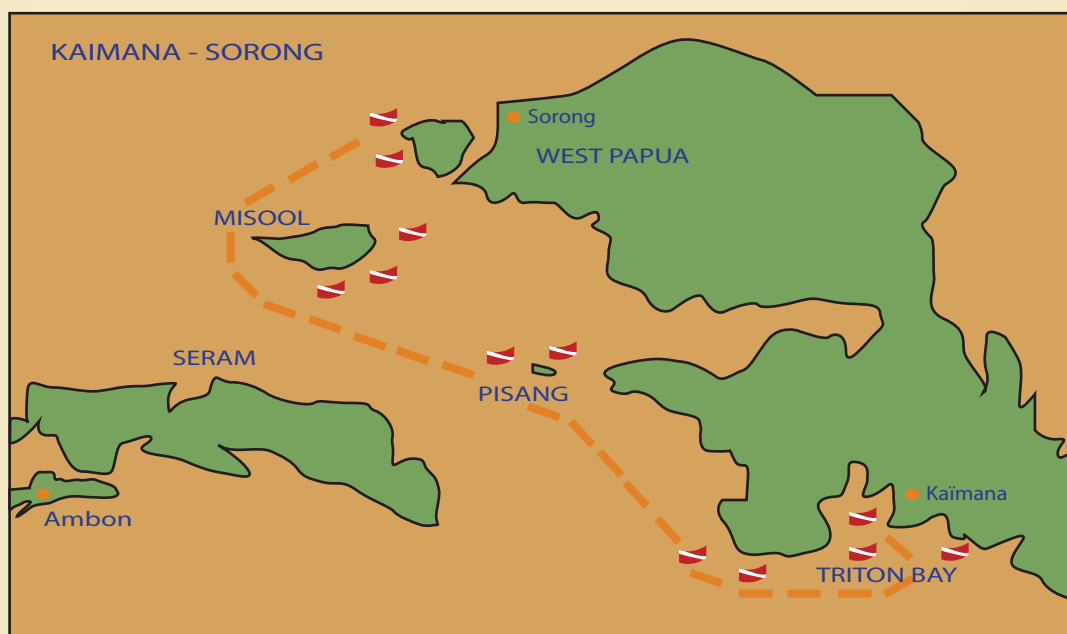 KAIMANA - SORONG
Sorong
WEST PAPUA
MISOOL
SERAM
PISANG
Kaïmana
Ambon
TRITON BAY